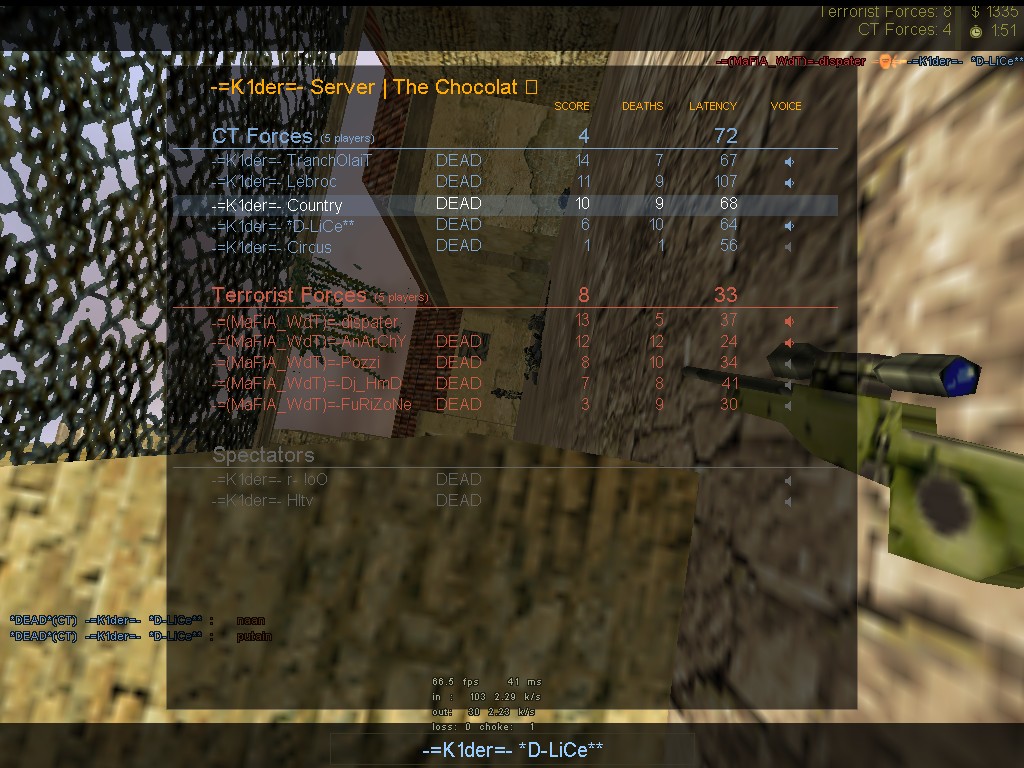 Terrorist Forces: 8 $ 1335
CT Forces: 4 1:51
-=(MaFiA_WdT)=-dispater -=K1der=- *D-LiCe**
-=K1der=- Server | The Chocolat
SCORE DEATHS LATENCY VOICE
CT Forces (5 players) 4 72
-=K1der=- TranchOlaiT DEAD 14 7 67
-=K1der=- Lebroc DEAD 11 9 107
-=K1der=- Country DEAD 10 9 68
-=K1der=- *D-LiCe** DEAD 6 10 64
-=K1der=- Circus DEAD 1 1 56
Terrorist Forces (5 players) 8 33
-=(MaFiA_WdT)=-dispater 13 5 37
-=(MaFiA_WdT)=-AnArChY DEAD 12 12 24
-=(MaFiA_WdT)=-Pozzi DEAD 8 10 34
-=(MaFiA_WdT)=-Dj_HmD DEAD 7 8 41
-=(MaFiA_WdT)=-FuRiZoNe DEAD 3 9 30
Spectators
-=K1der=- r- loO DEAD
-=K1der=- Hltv DEAD
*DEAD*(CT) -=K1der=- *D-LiCe** : naan
*DEAD*(CT) -=K1der=- *D-LiCe** : putain
66.5 fps 41 ms
in : 103 2.29 k/s
out: 30 2.23 k/s
loss: 0 choke: 1
-=K1der=- *D-LiCe**